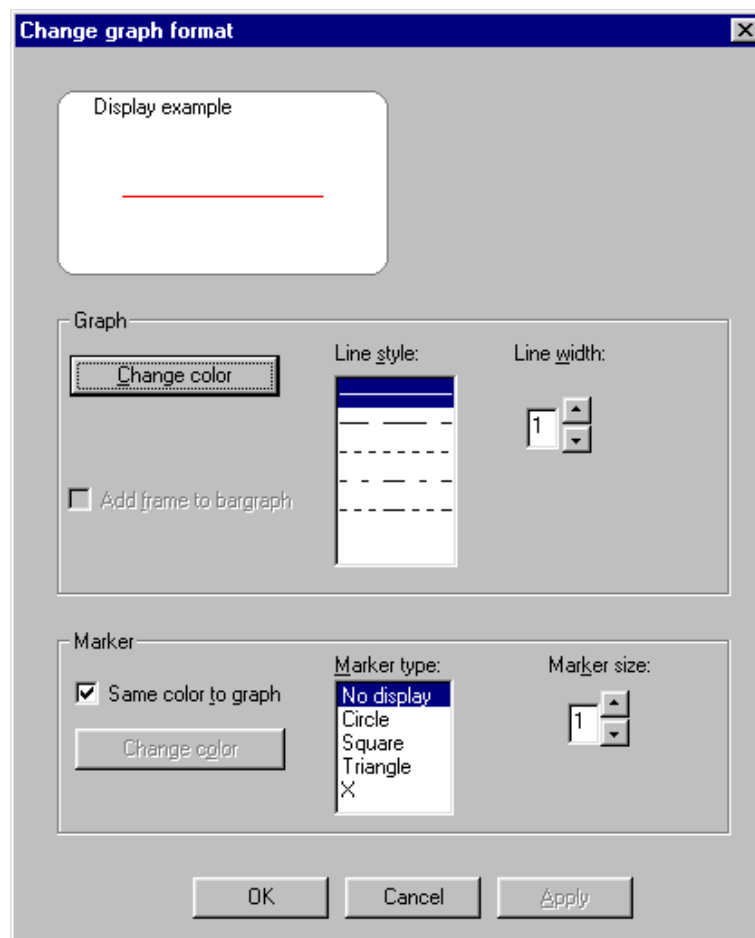 Change graph format
Display example
Graph
Change color
Line style:
Line width:
1
Add frame to bargraph
Marker
Same color to graph
Change color
Marker type:
No display
Circle
Square
Triangle
X
Marker size:
1
OK
Cancel
Apply